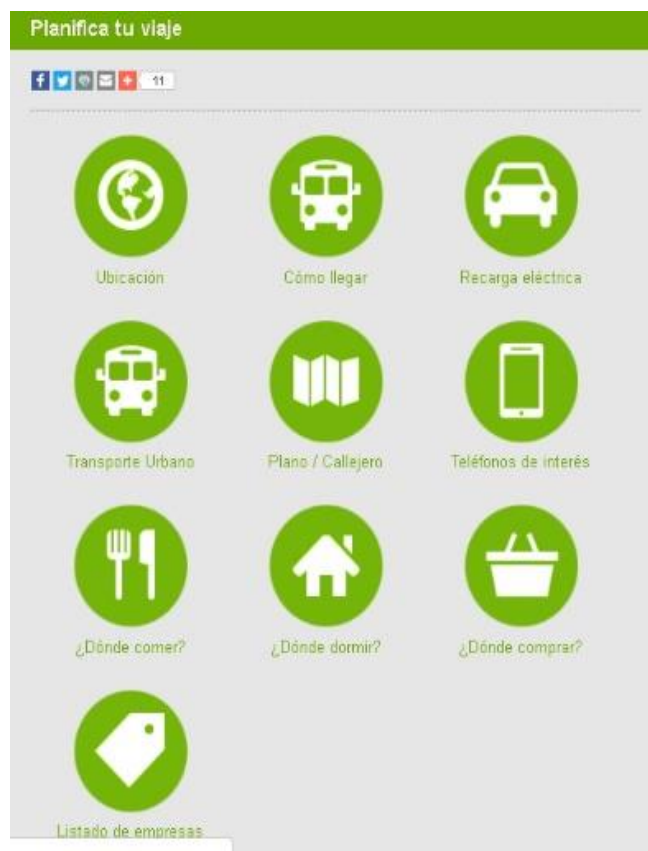 Planifica tu viaje
11
Ubicación
Cómo llegar
Recarga eléctrica
Transporte Urbano
Plano / Callejero
Teléfonos de interés
¿Dónde comer?
¿Dónde dormir?
¿Dónde comprar?
Listado de empresas